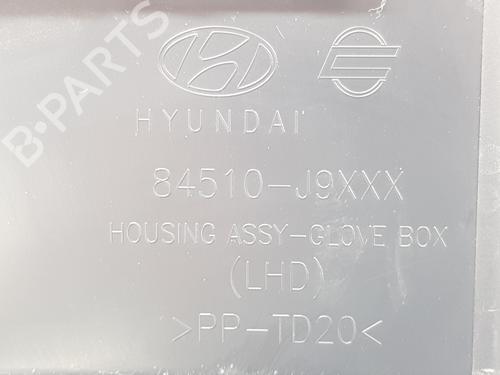 B-PARTS
HYUNDAI
84510-J9XXX
HOUSING ASSY-GLOVE BOX
(LHD)
>PP-TD20<